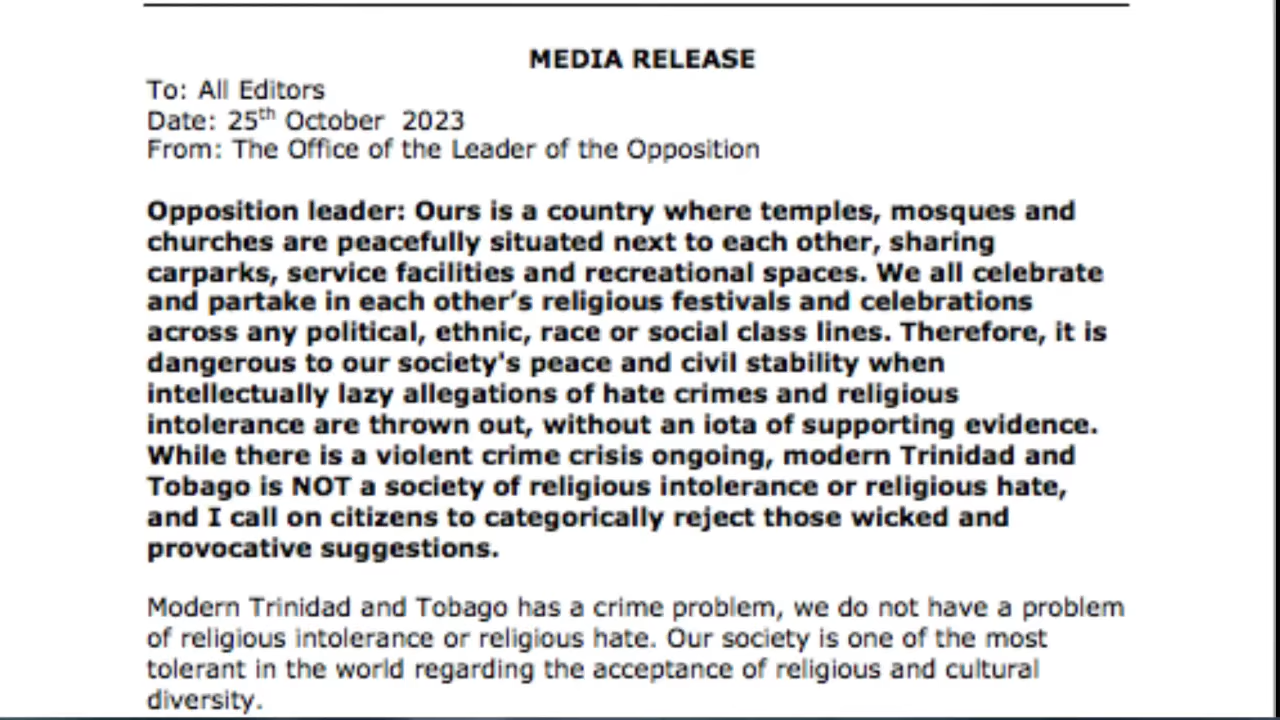 MEDIA RELEASE
To: All Editors
Date: 25th October 2023
From: The Office of the Leader of the Opposition
Opposition leader: Ours is a country where temples, mosques and
churches are peacefully situated next to each other, sharing
carparks, service facilities and recreational spaces. We all celebrate
and partake in each other’s religious festivals and celebrations
across any political, ethnic, race or social class lines. Therefore, it is
dangerous to our society's peace and civil stability when
intellectually lazy allegations of hate crimes and religious
intolerance are thrown out, without an iota of supporting evidence.
While there is a violent crime crisis ongoing, modern Trinidad and
Tobago is NOT a society of religious intolerance or religious hate,
and I call on citizens to categorically reject those wicked and
provocative suggestions.
Modern Trinidad and Tobago has a crime problem, we do not have a problem
of religious intolerance or religious hate. Our society is one of the most
tolerant in the world regarding the acceptance of religious and cultural
diversity.